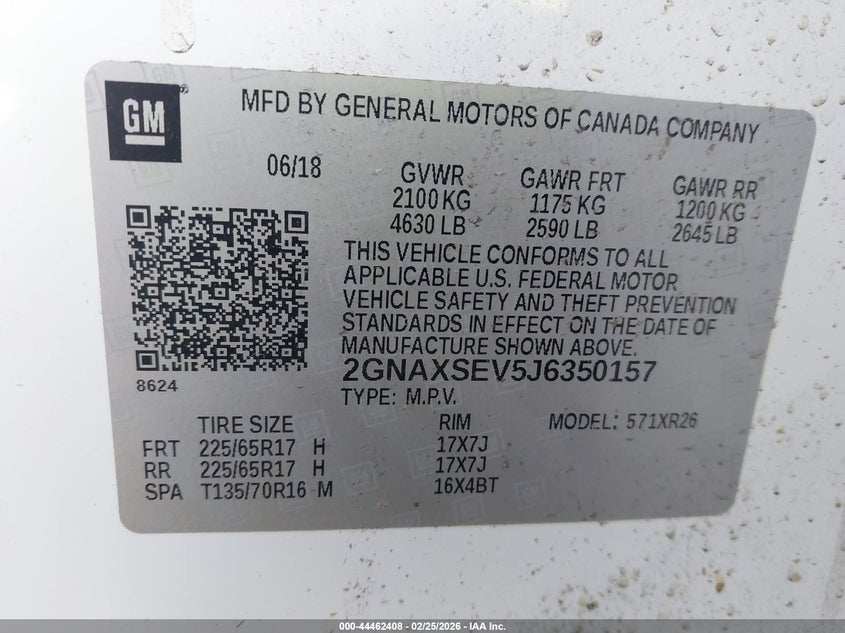 GM
MFD BY GENERAL MOTORS OF CANADA COMPANY
06/18
GVWR
2100 KG
4630 LB
GAWR FRT
1175 KG
2590 LB
GAWR RR
1200 KG
2645 LB
THIS VEHICLE CONFORMS TO ALL
APPLICABLE U.S. FEDERAL MOTOR
VEHICLE SAFETY AND THEFT PREVENTION
STANDARDS IN EFFECT ON THE DATE OF
MANUFACTURE SHOWN ABOVE.
8624
2GNAXSEV5J6350157
TYPE: M.P.V.
TIRE SIZE RIM MODEL: 571XR26
FRT 225/65R17 H 17X7J
RR 225/65R17 H 17X7J
SPA T135/70R16 M 16X4BT
000-44462408 - 02/25/2026 - IAA Inc.